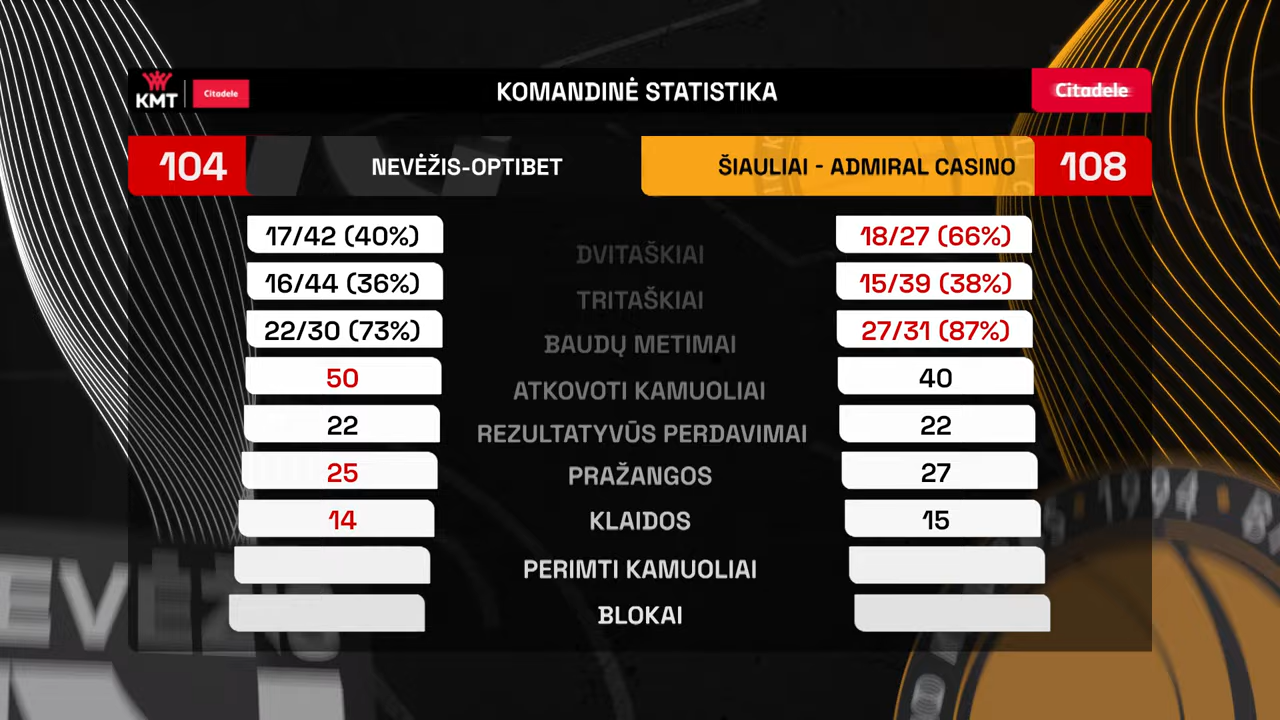 KMT Citadele
KOMANDINĖ STATISTIKA
Citadele
104 NEVĖŽIS-OPTIBET
ŠIAULIAI - ADMIRAL CASINO 108
17/42 (40%) DVITAŠKIAI 18/27 (66%)
16/44 (36%) TRITAŠKIAI 15/39 (38%)
22/30 (73%) BAUDŲ METIMAI 27/31 (87%)
50 ATKOVOTI KAMUOLIAI 40
22 REZULTATYVŪS PERDAVIMAI 22
25 PRAŽANGOS 27
14 KLAIDOS 15
PERIMTI KAMUOLIAI
BLOKAI
1994